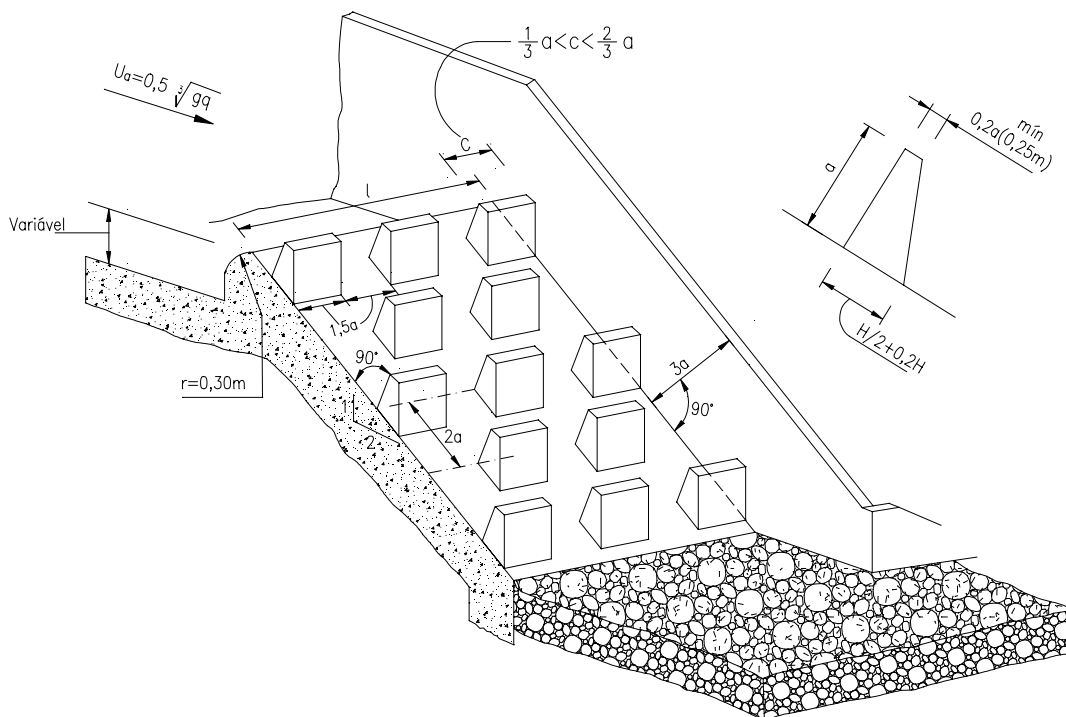 1/3 a<c<2/3 a
Ua=0,5 ∛gq
mín
0,2a(0,25m)
a
C
l
Variável
H/2+0,2H
1,5a
90°
3a
90°
r=0,30m
1
2a
2